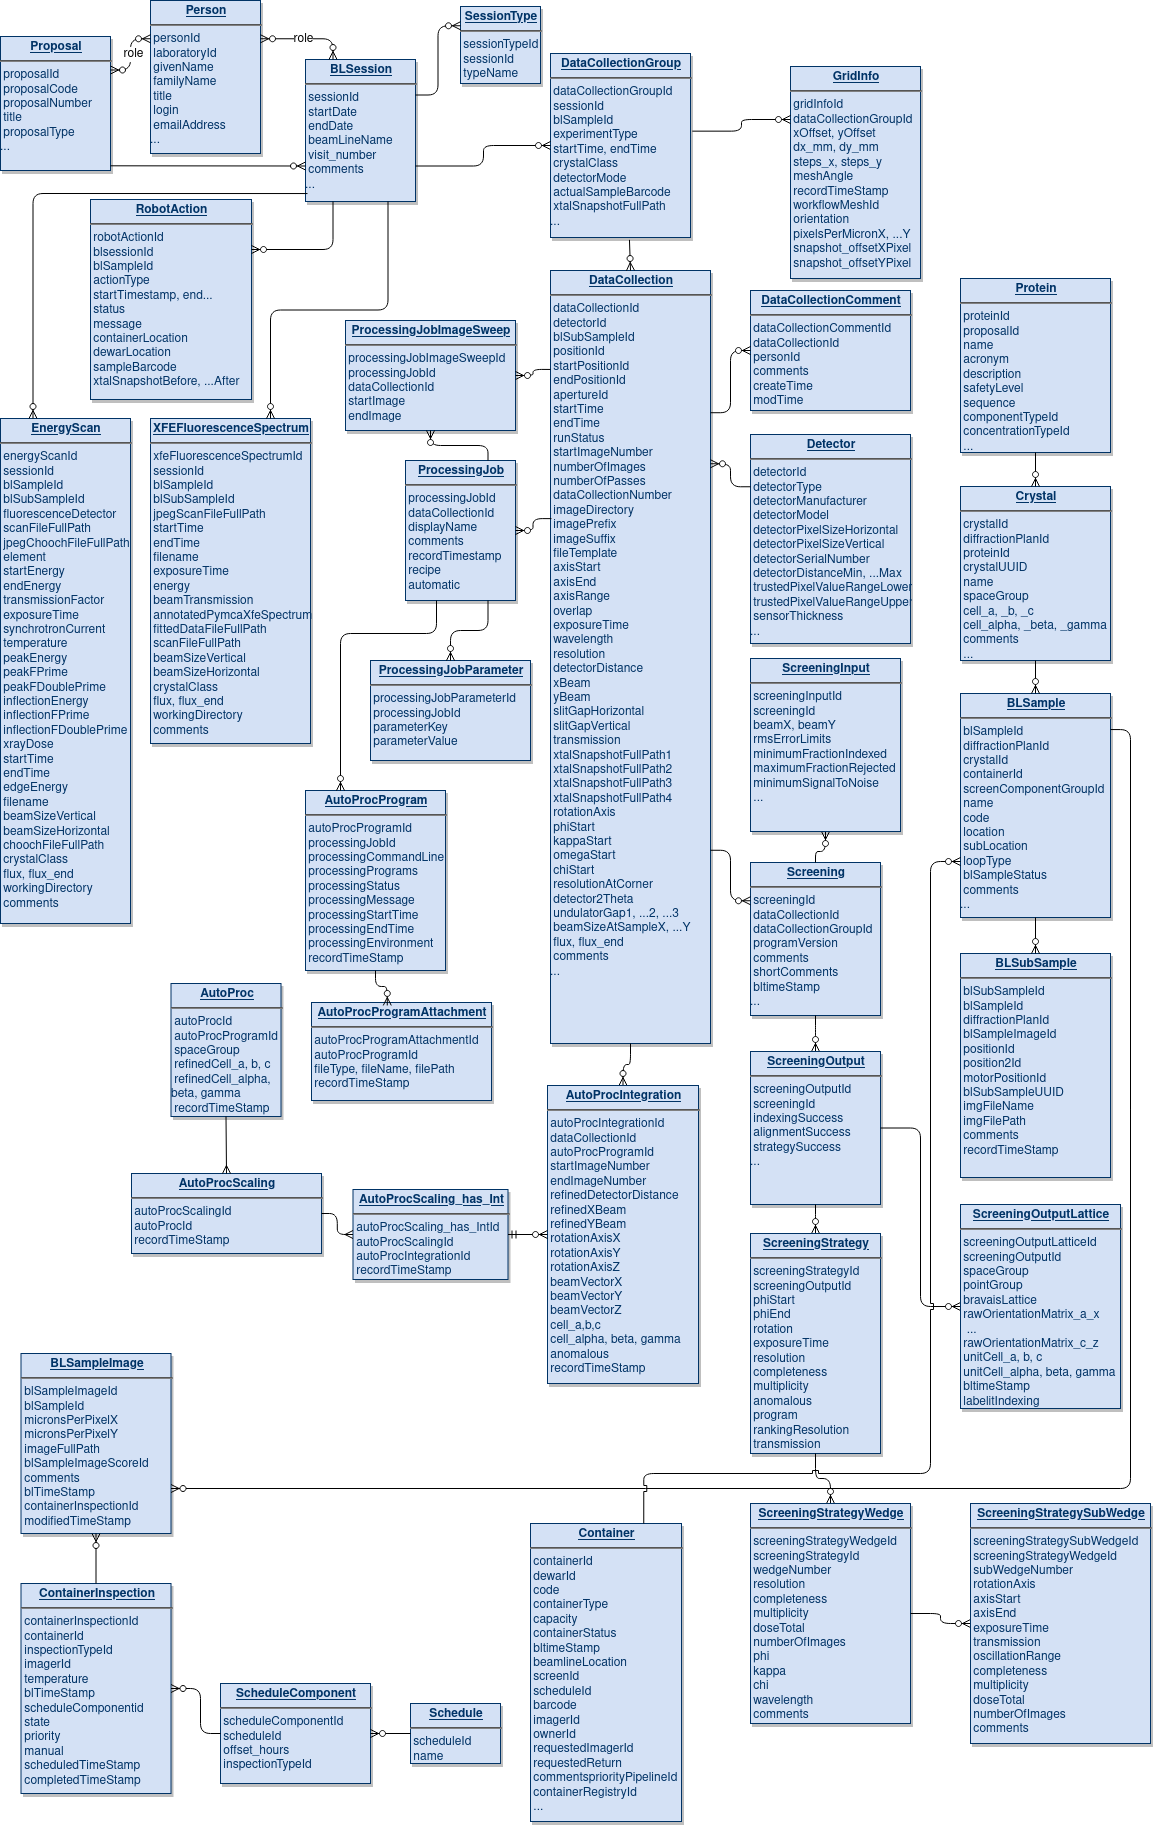 Person
personId
laboratoryId
givenName
familyName
title
login
emailAddress
...
role
role
Proposal
proposalId
proposalCode
proposalNumber
title
proposalType
...
SessionType
sessionTypeId
sessionId
typeName
BLSession
sessionId
startDate
endDate
beamLineName
visit_number
comments
...
DataCollectionGroup
dataCollectionGroupId
sessionId
blSampleId
experimentType
startTime, endTime
crystalClass
detectorMode
actualSampleBarcode
xtalSnapshotFullPath
...
GridInfo
gridInfoId
dataCollectionGroupId
xOffset, yOffset
dx_mm, dy_mm
steps_x, steps_y
meshAngle
recordTimeStamp
workflowMeshId
orientation
pixelsPerMicronX, ...Y
snapshot_offsetXPixel
snapshot_offsetYPixel
RobotAction
robotActionId
blsessionId
blSampleId
actionType
startTimestamp, end...
status
message
containerLocation
dewarLocation
sampleBarcode
xtalSnapshotBefore, ...After
DataCollection
dataCollectionId
detectorId
blSubSampleId
positionId
startPositionId
endPositionId
apertureId
startTime
endTime
runStatus
startImageNumber
numberOfImages
numberOfPasses
dataCollectionNumber
imageDirectory
imagePrefix
imageSuffix
fileTemplate
axisStart
axisEnd
axisRange
overlap
exposureTime
wavelength
resolution
detectorDistance
xBeam
yBeam
slitGapHorizontal
slitGapVertical
transmission
xtalSnapshotFullPath1
xtalSnapshotFullPath2
xtalSnapshotFullPath3
xtalSnapshotFullPath4
rotationAxis
phiStart
kappaStart
omegaStart
chiStart
resolutionAtCorner
detector2Theta
undulatorGap1, ...2, ...3
beamSizeAtSampleX, ...Y
flux, flux_end
comments
...
DataCollectionComment
dataCollectionCommentId
dataCollectionId
personId
comments
createTime
modTime
Protein
proteinId
proposalId
name
acronym
description
safetyLevel
sequence
componentTypeId
concentrationTypeId
...
ProcessingJobImageSweep
processingJobImageSweepId
processingJobId
dataCollectionId
startImage
endImage
EnergyScan
energyScanId
sessionId
blSampleId
blSubSampleId
fluorescenceDetector
scanFileFullPath
jpegChoochFileFullPath
element
startEnergy
endEnergy
transmissionFactor
exposureTime
synchrotronCurrent
temperature
peakEnergy
peakFPrime
peakFDoublePrime
inflectionEnergy
inflectionFPrime
inflectionFDoublePrime
xrayDose
startTime
endTime
edgeEnergy
filename
beamSizeVertical
beamSizeHorizontal
choochFileFullPath
crystalClass
flux, flux_end
workingDirectory
comments
XFEFluorescenceSpectrum
xfeFluorescenceSpectrumId
sessionId
blSampleId
blSubSampleId
jpegScanFileFullPath
startTime
endTime
filename
exposureTime
energy
beamTransmission
annotatedPymcaXfeSpectrum
fittedDataFileFullPath
scanFileFullPath
beamSizeVertical
beamSizeHorizontal
crystalClass
flux, flux_end
workingDirectory
comments
ProcessingJob
processingJobId
dataCollectionId
displayName
comments
recordTimestamp
recipe
automatic
Detector
detectorId
detectorType
detectorManufacturer
detectorModel
detectorPixelSizeHorizontal
detectorPixelSizeVertical
detectorSerialNumber
detectorDistanceMin, ...Max
trustedPixelValueRangeLower
trustedPixelValueRangeUpper
sensorThickness
...
Crystal
crystalId
diffractionPlanId
proteinId
crystalUUID
name
spaceGroup
cell_a, _b, _c
cell_alpha, _beta, _gamma
comments
...
ProcessingJobParameter
processingJobParameterId
processingJobId
parameterKey
parameterValue
ScreeningInput
screeningInputId
screeningId
beamX, beamY
rmsErrorLimits
minimumFractionIndexed
maximumFractionRejected
minimumSignalToNoise
...
BLSample
blSampleId
diffractionPlanId
crystalId
containerId
screenComponentGroupId
name
code
location
subLocation
loopType
blSampleStatus
comments
...
AutoProcProgram
autoProcProgramId
processingJobId
processingCommandLine
processingPrograms
processingStatus
processingMessage
processingStartTime
processingEndTime
processingEnvironment
recordTimeStamp
Screening
screeningId
dataCollectionId
dataCollectionGroupId
programVersion
comments
shortComments
bltimeStamp
...
BLSubSample
blSubSampleId
blSampleId
diffractionPlanId
blSampleImageId
positionId
position2Id
motorPositionId
blSubSampleUUID
imgFileName
imgFilePath
comments
recordTimeStamp
AutoProc
autoProcId
autoProcProgramId
spaceGroup
refinedCell_a, b, c
refinedCell_alpha,
beta, gamma
recordTimeStamp
AutoProcProgramAttachment
autoProcProgramAttachmentId
autoProcProgramId
fileType, fileName, filePath
recordTimeStamp
ScreeningOutput
screeningOutputId
screeningId
indexingSuccess
alignmentSuccess
strategySuccess
...
AutoProcIntegration
autoProcIntegrationId
dataCollectionId
autoProcProgramId
startImageNumber
endImageNumber
refinedDetectorDistance
refinedXBeam
refinedYBeam
rotationAxisX
rotationAxisY
rotationAxisZ
beamVectorX
beamVectorY
beamVectorZ
cell_a,b,c
cell_alpha, beta, gamma
anomalous
recordTimeStamp
AutoProcScaling
autoProcScalingId
autoProcId
recordTimeStamp
AutoProcScaling_has_Int
autoProcScaling_has_IntId
autoProcScalingId
autoProcIntegrationId
recordTimeStamp
ScreeningStrategy
screeningStrategyId
screeningOutputId
phiStart
phiEnd
rotation
exposureTime
resolution
completeness
multiplicity
anomalous
program
rankingResolution
transmission
ScreeningOutputLattice
screeningOutputLatticeId
screeningOutputId
spaceGroup
pointGroup
bravaisLattice
rawOrientationMatrix_a_x
...
rawOrientationMatrix_c_z
unitCell_a, b, c
unitCell_alpha, beta, gamma
bltimeStamp
labelitIndexing
BLSampleImage
blSampleImageId
blSampleId
micronsPerPixelX
micronsPerPixelY
imageFullPath
blSampleImageScoreId
comments
blTimeStamp
containerInspectionId
modifiedTimeStamp
Container
containerId
dewarId
code
containerType
capacity
containerStatus
bltimeStamp
beamlineLocation
screenId
scheduleId
barcode
imagerId
ownerId
requestedImagerId
requestedReturn
commentspriorityPipelineId
containerRegistryId
...
ScreeningStrategyWedge
screeningStrategyWedgeId
screeningStrategyId
wedgeNumber
resolution
completeness
multiplicity
doseTotal
numberOfImages
phi
kappa
chi
wavelength
comments
ScreeningStrategySubWedge
screeningStrategySubWedgeId
screeningStrategyWedgeId
subWedgeNumber
rotationAxis
axisStart
axisEnd
exposureTime
transmission
oscillationRange
completeness
multiplicity
doseTotal
numberOfImages
comments
ContainerInspection
containerInspectionId
containerId
inspectionTypeId
imagerId
temperature
blTimeStamp
scheduleComponentid
state
priority
manual
scheduledTimeStamp
completedTimeStamp
ScheduleComponent
scheduleComponentId
scheduleId
offset_hours
inspectionTypeId
Schedule
scheduleId
name